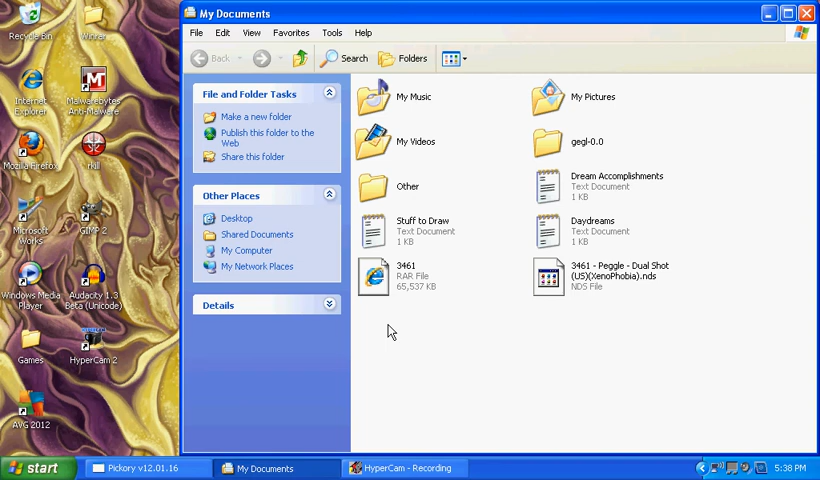 Recycle Bin
Winrar
Internet Explorer
Malwarebytes Anti-Malware
Mozilla Firefox
rkill
Microsoft Works
GIMP 2
Windows Media Player
Audacity 1.3 Beta (Unicode)
Games
HyperCam 2
AVG 2012
My Documents
File Edit View Favorites Tools Help
Back Search Folders
File and Folder Tasks
Make a new folder
Publish this folder to the
Web
Share this folder
Other Places
Desktop
Shared Documents
My Computer
My Network Places
Details
My Music
My Pictures
My Videos
gegl-0.0
Other
Dream Accomplishments
Text Document
1 KB
Stuff to Draw
Text Document
1 KB
Daydreams
Text Document
1 KB
3461
RAR File
65,537 KB
3461 - Peggle - Dual Shot
(US)(XenoPhobia).nds
NDS File
start
Pickory v12.01.16
My Documents
HyperCam - Recording
5:38 PM